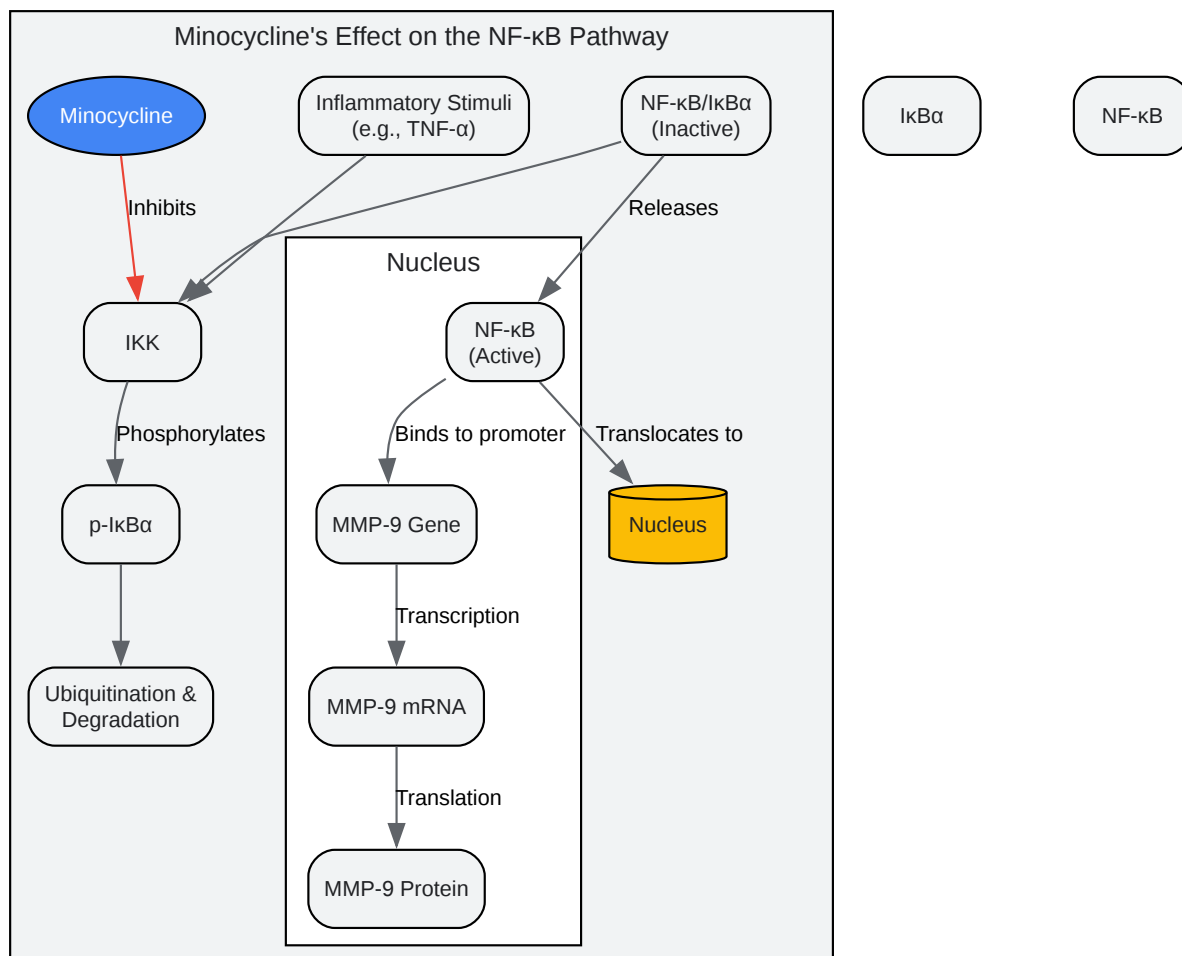 Minocycline's Effect on the NF-κB Pathway
Minocycline
Inflammatory Stimuli
(e.g., TNF-α)
NF-κB/IκBα
(Inactive)
IκBα
NF-κB
Inhibits
Releases
Nucleus
IKK
NF-κB
(Active)
Phosphorylates
Binds to promoter
Translocates to
p-IκBα
MMP-9 Gene
Nucleus
Transcription
Ubiquitination &
Degradation
MMP-9 mRNA
Translation
MMP-9 Protein